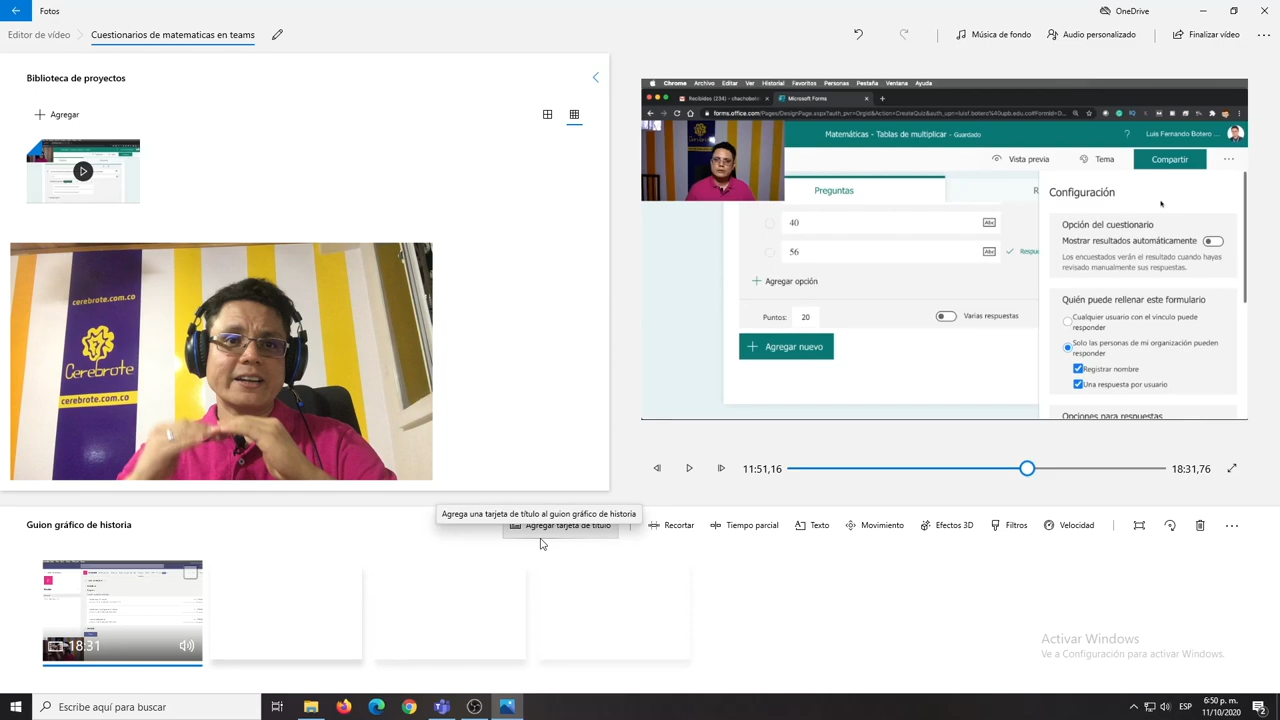 Fotos
OneDrive
Editor de vídeo
Cuestionarios de matematicas en teams
Música de fondo
Audio personalizado
Finalizar vídeo
Biblioteca de proyectos
Agregar
cerebrote.com.co
Cerebrote
cerebrote.com.co
Chrome Archivo Editar Ver Historial Favoritos Personas Pestaña Ventana Ayuda
Microsoft Forms
Matemáticas - Tablas de multiplicar - Guardado
? Luis Fernando Botero ...
Vista previa
Tema
Compartir
Preguntas
Configuración
40
56
Agregar opción
Puntos: 20
Varias respuestas
Agregar nuevo
Opción del cuestionario
Mostrar resultados automáticamente
Los encuestados verán el resultado cuando hayas
revisado manualmente sus respuestas.
Quién puede rellenar este formulario
Cualquier usuario con el vínculo puede
responder
Solo las personas de mi organización pueden
responder
Registrar nombre
Una respuesta por usuario
Opciones para respuestas
11:51,16
18:31,76
Agrega una tarjeta de título al guion gráfico de historia
Guion gráfico de historia
Agregar tarjeta de título
Recortar
Tiempo parcial
Texto
Movimiento
Efectos 3D
Filtros
Velocidad
18:31
Activar Windows
Ve a Configuración para activar Windows.
Escribe aquí para buscar
ESP
6:50 p. m.
11/10/2020
2